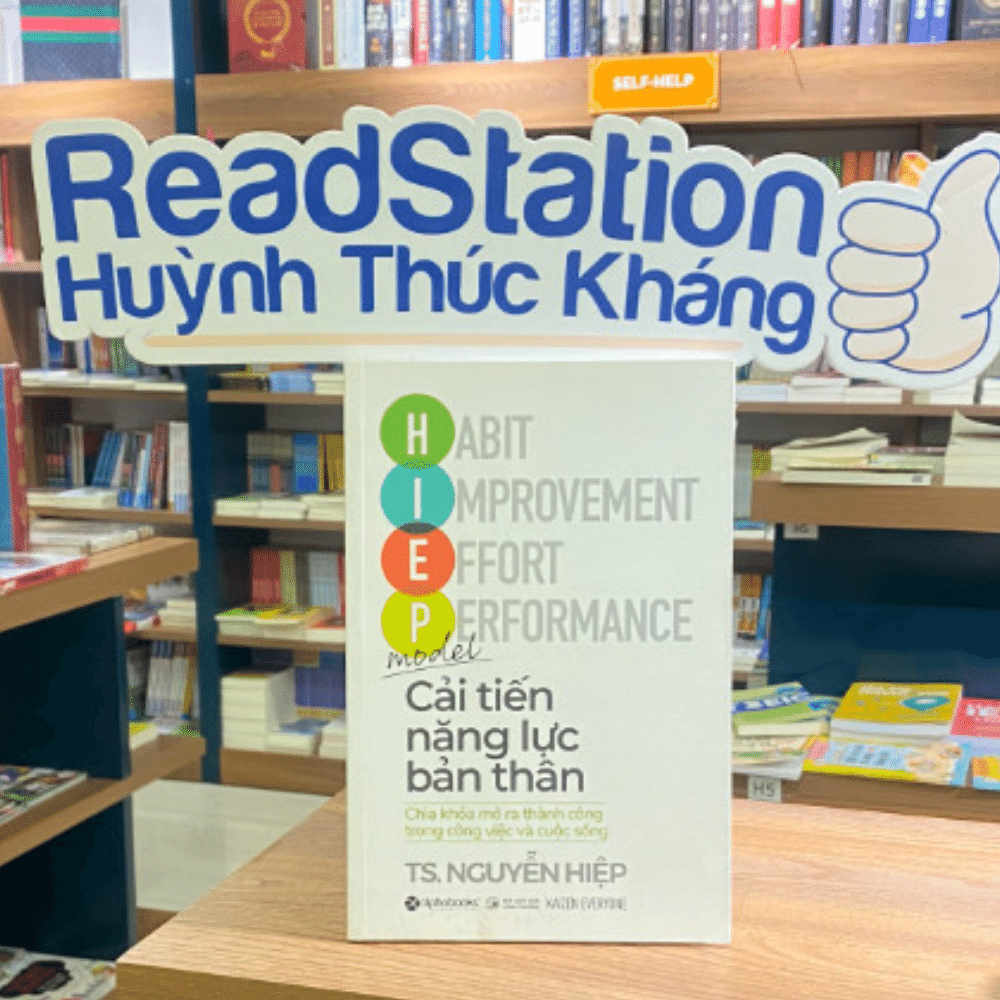 SELF-HELP
ReadStation
Huỳnh Thúc Kháng
HABIT
IMPROVEMENT
EFFORT
PERFORMANCE
model
Cải tiến
năng lực
bản thân
Chìa khóa mở ra thành công
trong công việc và cuộc sống
TS. NGUYỄN HIỆP
alphabooks KAIZEN EVERYONE
H5